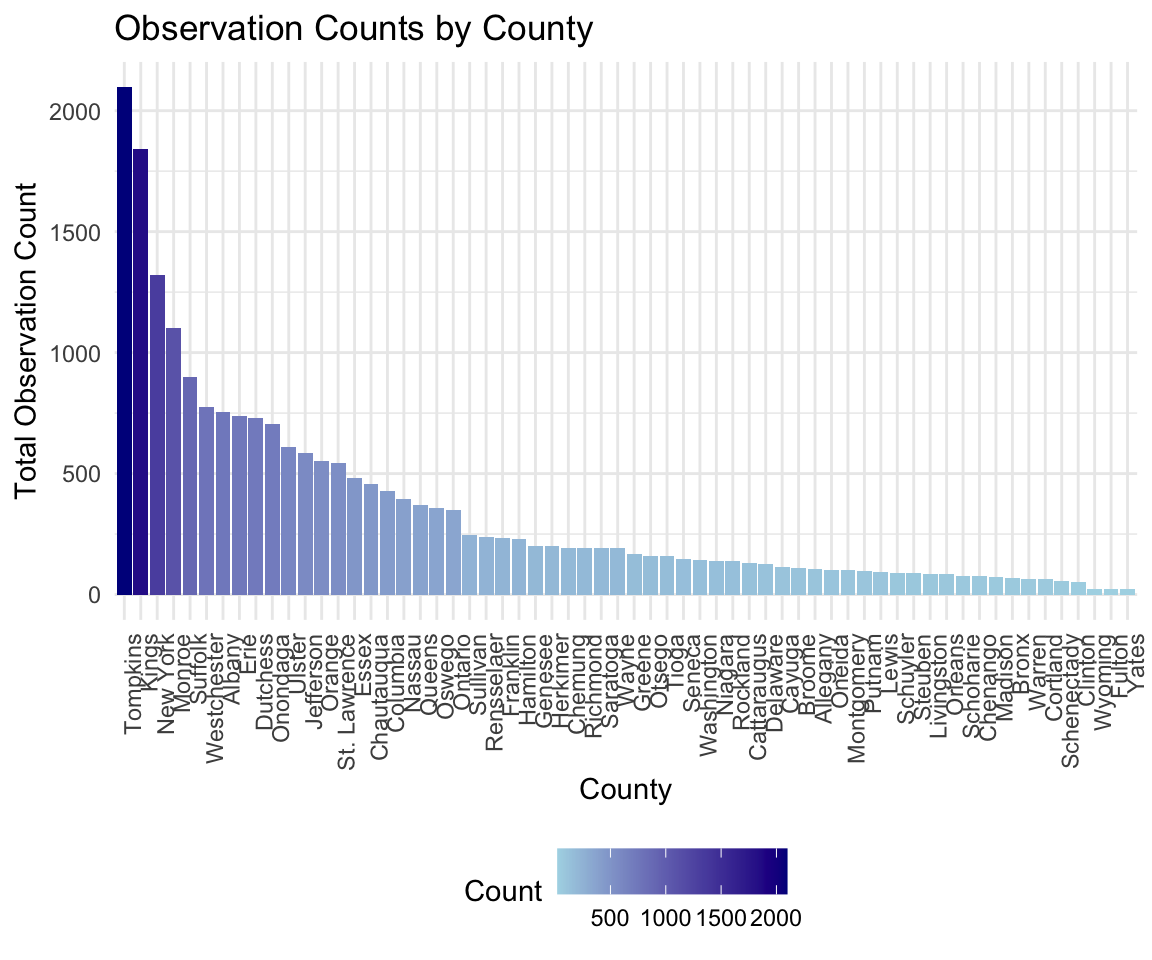 Observation Counts by County
Total Observation Count
2000
1500
1000
500
0
Tompkins
Kings
New York
Monroe
Suffolk
Westchester
Albany
Erie
Dutchess
Onondaga
Ulster
Jefferson
Orange
St. Lawrence
Essex
Chautauqua
Columbia
Nassau
Queens
Oswego
Ontario
Sullivan
Rensselaer
Franklin
Hamilton
Genesee
Herkimer
Chemung
Richmond
Saratoga
Wayne
Greene
Otsego
Tioga
Seneca
Washington
Niagara
Rockland
Cattaraugus
Delaware
Cayuga
Broome
Allegany
Oneida
Montgomery
Putnam
Lewis
Schuyler
Steuben
Livingston
Orleans
Schoharie
Chenango
Madison
Bronx
Warren
Cortland
Schenectady
Clinton
Wyoming
Fulton
Yates
County
Count
500 1000 1500 2000